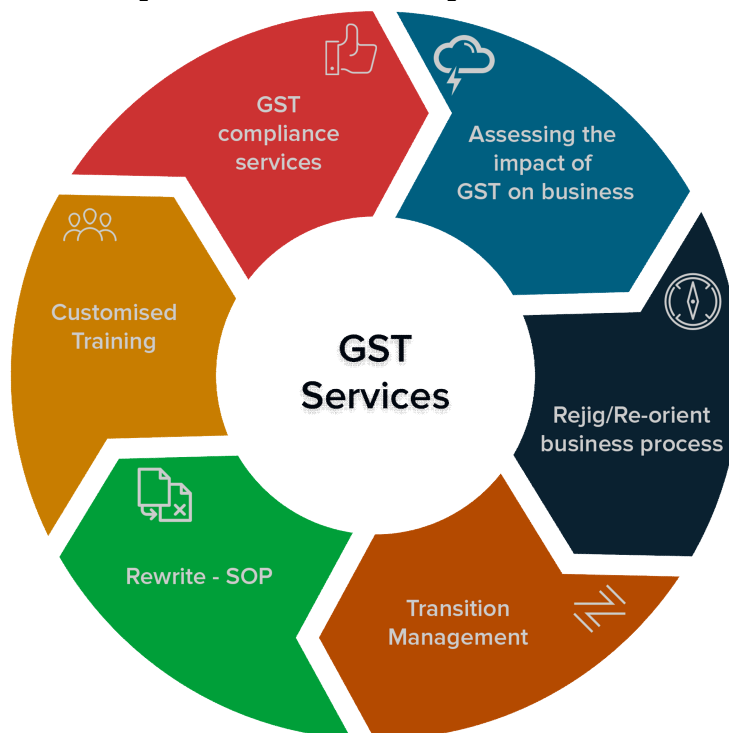 GST
compliance
services
Assessing the
impact of
GST on business
Customised
Training
GST
Services
Rejig/Re-orient
business process
Rewrite - SOP
Transition
Management